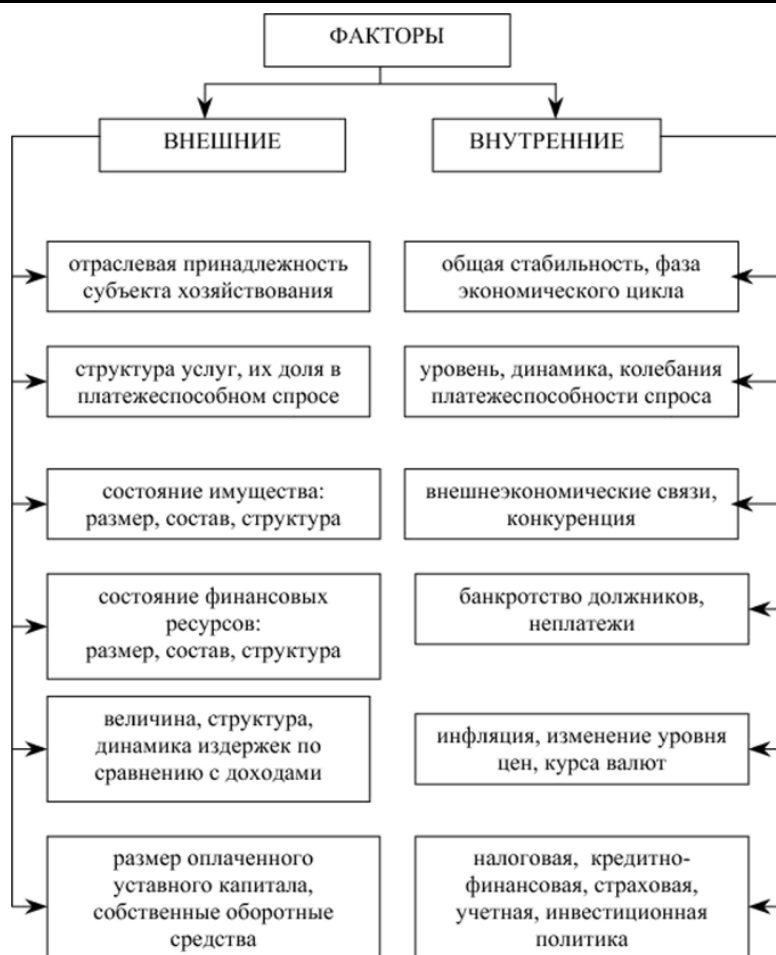 ФАКТОРЫ
ВНЕШНИЕ
ВНУТРЕННИЕ
отраслевая принадлежность
субъекта хозяйствования
общая стабильность, фаза
экономического цикла
структура услуг, их доля в
платежеспособном спросе
уровень, динамика, колебания
платежеспособности спроса
состояние имущества:
размер, состав, структура
внешнеэкономические связи,
конкуренция
состояние финансовых
ресурсов:
размер, состав, структура
банкротство должников,
неплатежи
величина, структура,
динамика издержек по
сравнению с доходами
инфляция, изменение уровня
цен, курса валют
размер оплаченного
уставного капитала,
собственные оборотные
средства
налоговая, кредитно-
финансовая, страховая,
учетная, инвестиционная
политика